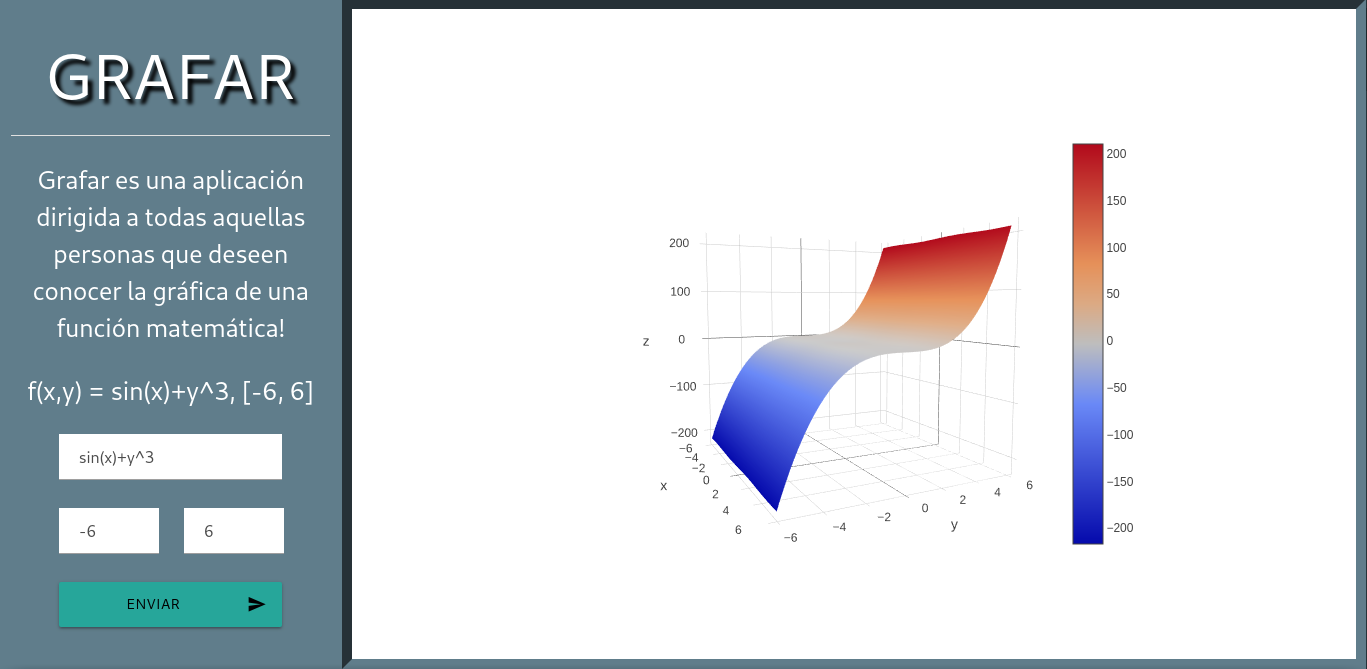 GRAFAR
Grafar es una aplicación
dirigida a todas aquellas
personas que deseen
conocer la gráfica de una
función matemática!
f(x,y) = sin(x)+y^3, [-6, 6]
sin(x)+y^3
-6
6
ENVIAR
200
100
0
−100
−200
z
−6
−4
−2
0
2
4
6
x
−6
−4
−2
0
2
4
6
y
200
150
100
50
0
−50
−100
−150
−200